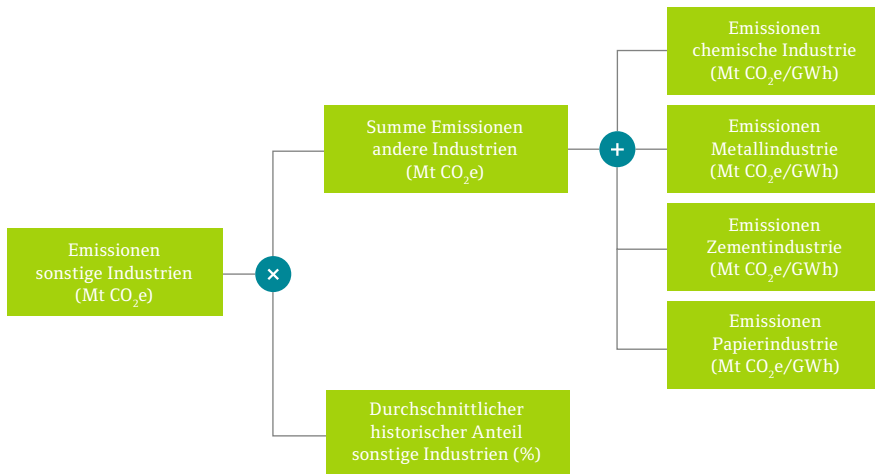 Emissionen
sonstige Industrien
(Mt CO₂e)
×
Summe Emissionen
andere Industrien
(Mt CO₂e)
Durchschnittlicher
historischer Anteil
sonstige Industrien (%)
+
Emissionen
chemische Industrie
(Mt CO₂e/GWh)
Emissionen
Metallindustrie
(Mt CO₂e/GWh)
Emissionen
Zementindustrie
(Mt CO₂e/GWh)
Emissionen
Papierindustrie
(Mt CO₂e/GWh)